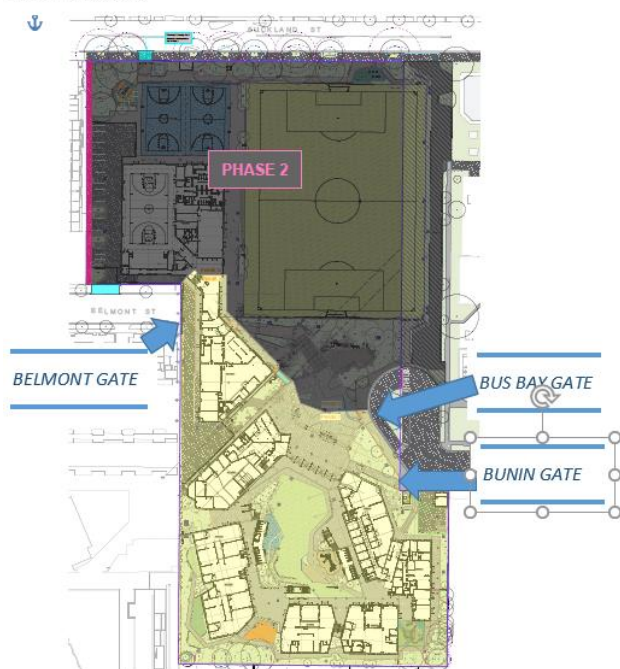 BUCKLAND ST
PHASE 2
BELMONT ST
BELMONT GATE
BUS BAY GATE
BUNIN GATE